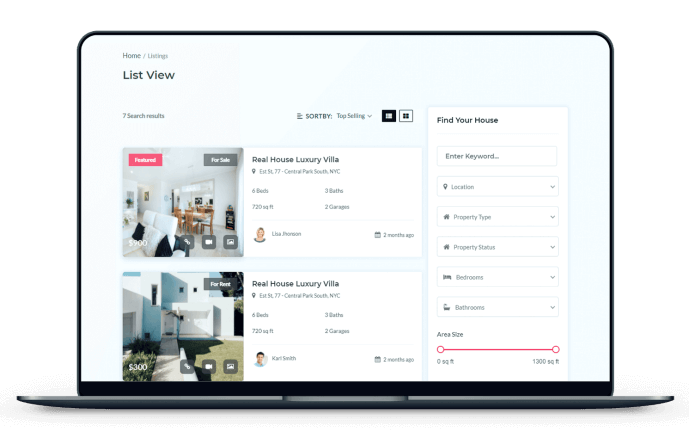 Home / Listings
List View
7 Search results
SORTBY: Top Selling
Featured
For Sale
$900
Real House Luxury Villa
Est St, 77 - Central Park South, NYC
6 Beds 3 Baths
720 sq ft 2 Garages
Lisa Jhonson
2 months ago
For Rent
$300
Real House Luxury Villa
Est St, 77 - Central Park South, NYC
6 Beds 3 Baths
720 sq ft 2 Garages
Karl Smith
2 months ago
Find Your House
Enter Keyword...
Location
Property Type
Property Status
Bedrooms
Bathrooms
Area Size
0 sq ft 1300 sq ft